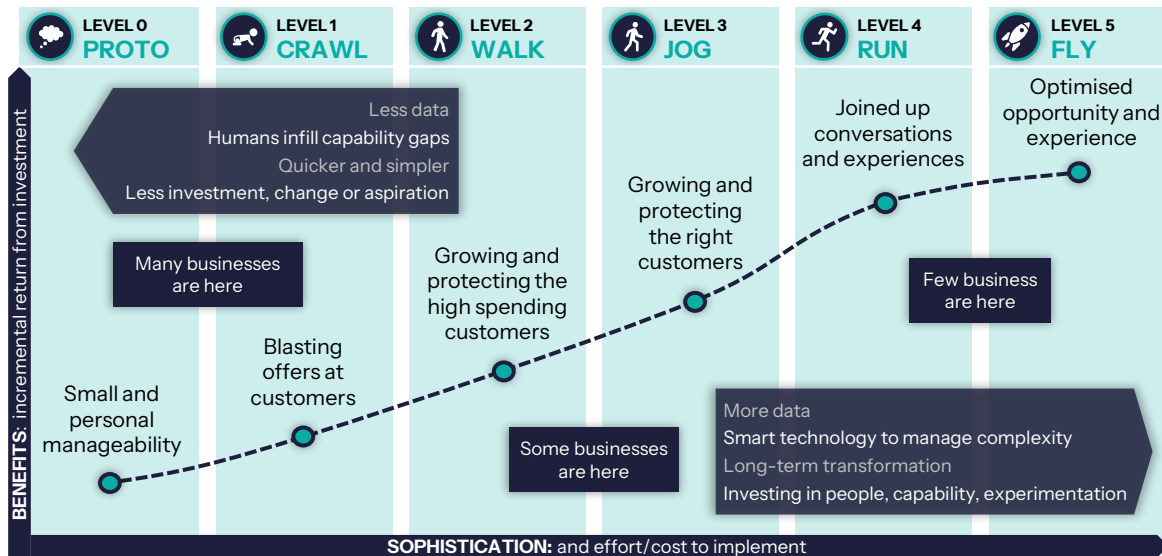 LEVEL 0
PROTO
LEVEL 1
CRAWL
LEVEL 2
WALK
LEVEL 3
JOG
LEVEL 4
RUN
LEVEL 5
FLY
BENEFITS: incremental return from investment
Less data
Humans infill capability gaps
Quicker and simpler
Less investment, change or aspiration
Many businesses
are here
Small and
personal
manageability
Blasting
offers at
customers
Growing and
protecting the
high spending
customers
Some businesses
are here
Growing and
protecting
the right
customers
Joined up
conversations
and experiences
Optimised
opportunity and
experience
Few business
are here
More data
Smart technology to manage complexity
Long-term transformation
Investing in people, capability, experimentation
SOPHISTICATION: and effort/cost to implement